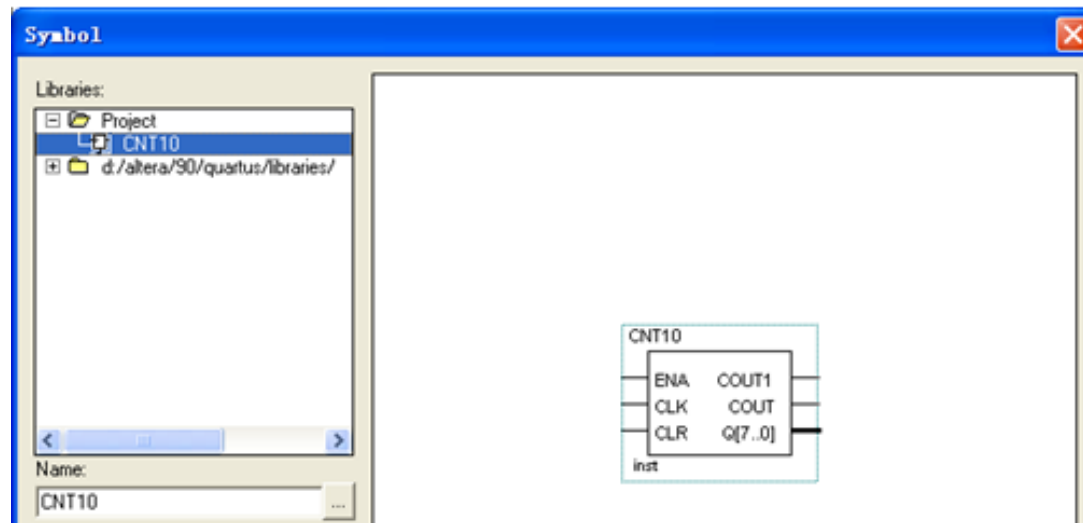 Symbol
Libraries:
Project
CNT10
d:/altera/90/quartus/libraries/
Name:
CNT10
...
CNT10
ENA COUT1
CLK COUT
CLR Q[7..0]
inst